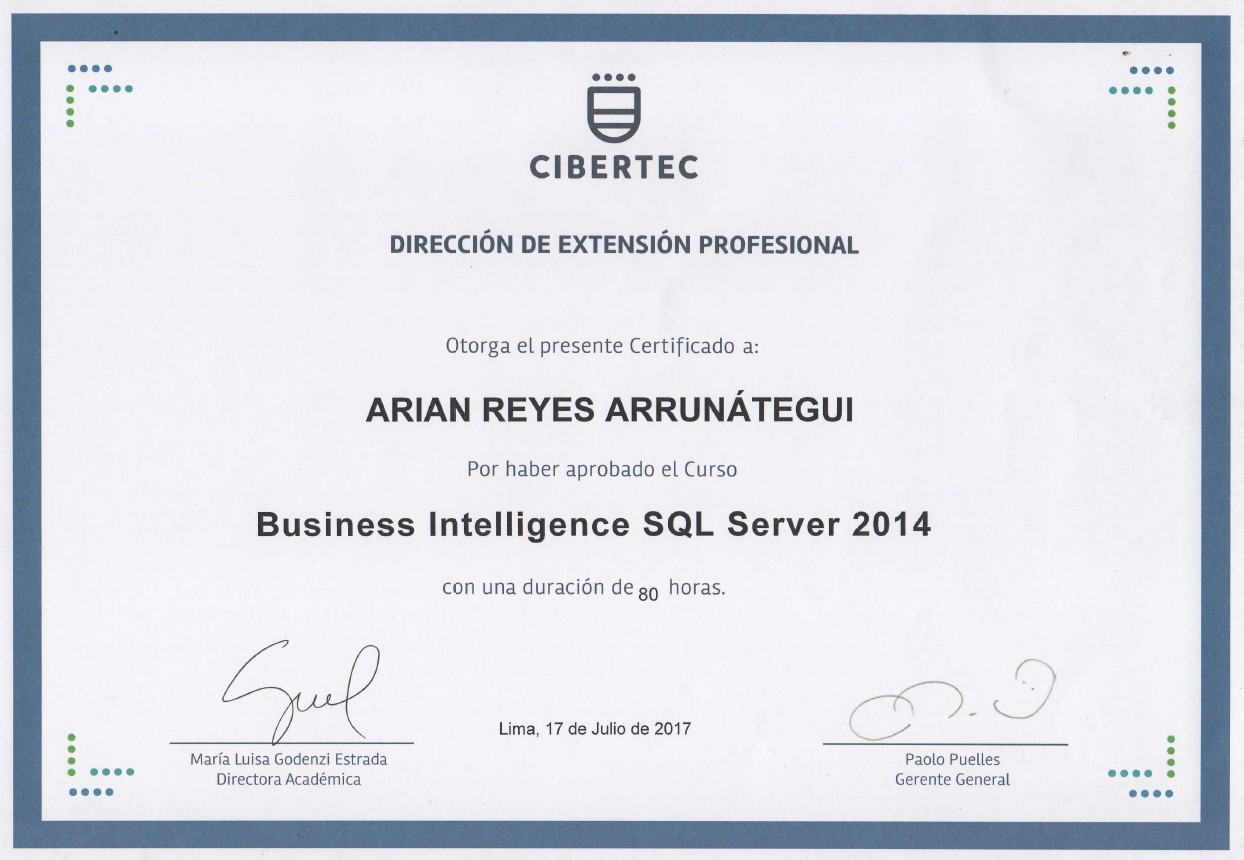 CIBERTEC
DIRECCIÓN DE EXTENSIÓN PROFESIONAL
Otorga el presente Certificado a:
ARIAN REYES ARRUNÁTEGUI
Por haber aprobado el Curso
Business Intelligence SQL Server 2014
con una duración de 80 horas.
Lima, 17 de Julio de 2017
María Luisa Godenzi Estrada
Directora Académica
Paolo Puelles
Gerente General